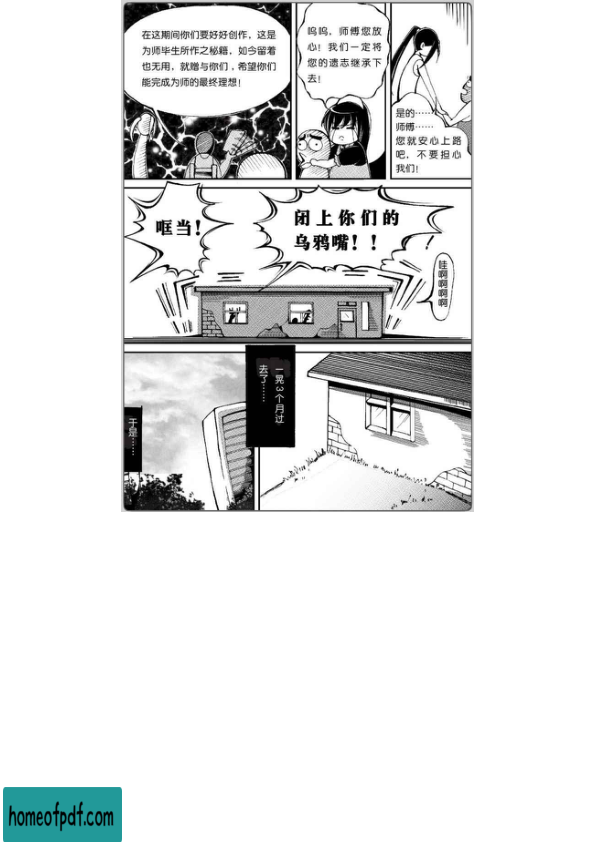 在这期间你们要好好创作，这是
为师毕生所作之秘籍，如今留着
也无用，就赠与你们，希望你们
能完成为师的最终理想！
呜呜，师傅您放
心！我们一定将
您的遗志继承下
去！
是的……
师傅……
您就安心上路
吧，不要担心
我们！
哐当！
闭上你们的
乌鸦嘴！！
哇啊啊啊啊
一晃3个月过
去了……
于是……
homeofpdf.com